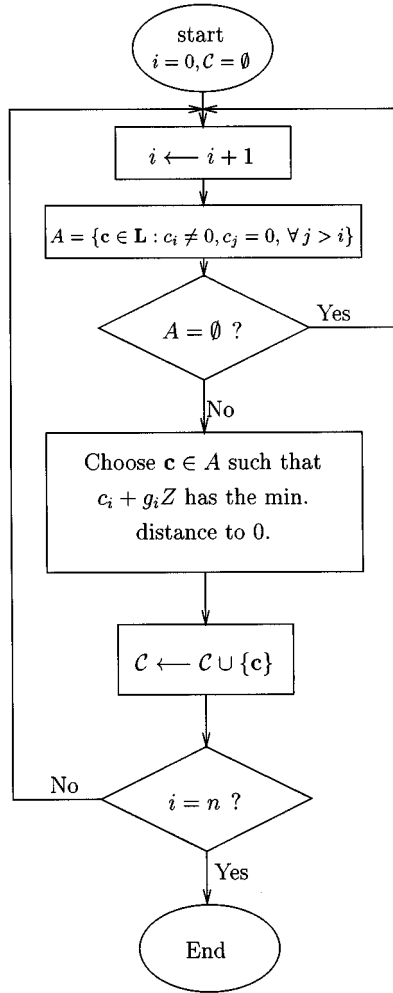 start
i = 0, 𝒞 = ∅
i ⟵ i + 1
A = {𝐜 ∈ 𝐋 : c_i ≠ 0, c_j = 0, ∀ j > i}
A = ∅ ?
Yes
No
Choose 𝐜 ∈ A such that
c_i + g_i Z has the min.
distance to 0.
𝒞 ⟵ 𝒞 ∪ {𝐜}
No
i = n ?
Yes
End